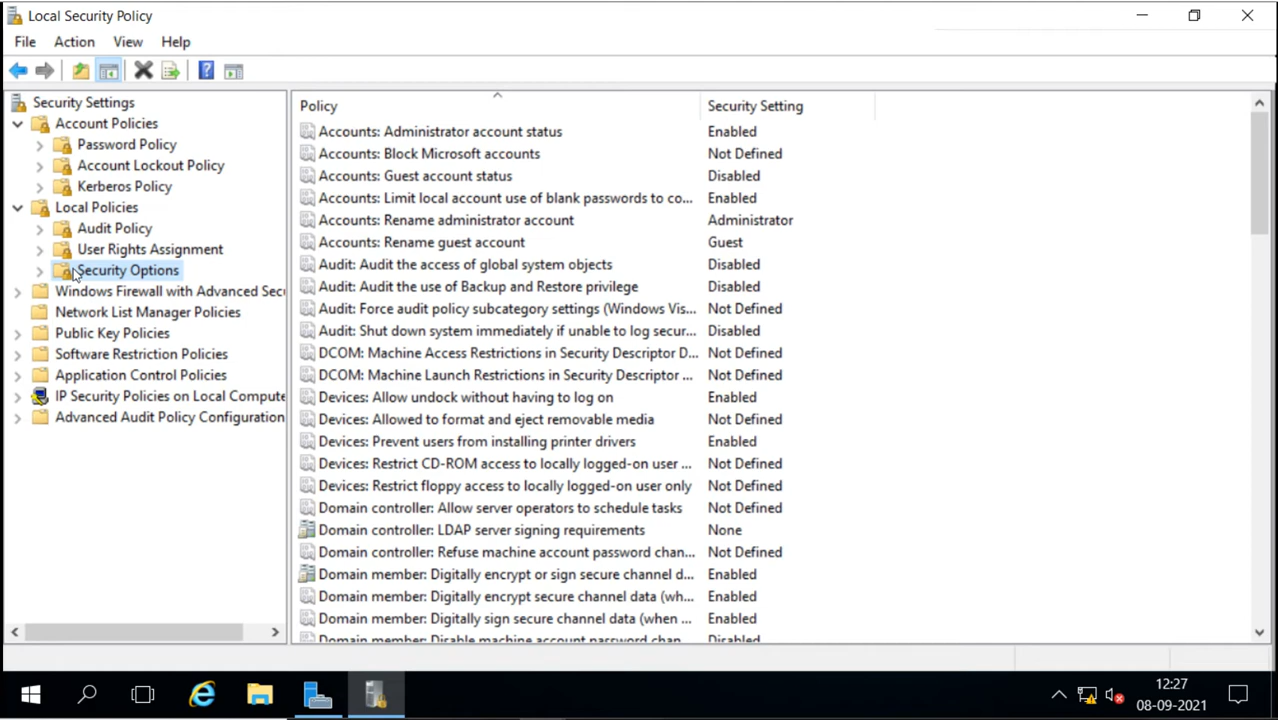 Local Security Policy
File Action View Help
Security Settings
Account Policies
Password Policy
Account Lockout Policy
Kerberos Policy
Local Policies
Audit Policy
User Rights Assignment
Security Options
Windows Firewall with Advanced Secu
Network List Manager Policies
Public Key Policies
Software Restriction Policies
Application Control Policies
IP Security Policies on Local Compute
Advanced Audit Policy Configuration
Policy Security Setting
Accounts: Administrator account status Enabled
Accounts: Block Microsoft accounts Not Defined
Accounts: Guest account status Disabled
Accounts: Limit local account use of blank passwords to co... Enabled
Accounts: Rename administrator account Administrator
Accounts: Rename guest account Guest
Audit: Audit the access of global system objects Disabled
Audit: Audit the use of Backup and Restore privilege Disabled
Audit: Force audit policy subcategory settings (Windows Vis... Not Defined
Audit: Shut down system immediately if unable to log secur... Disabled
DCOM: Machine Access Restrictions in Security Descriptor D... Not Defined
DCOM: Machine Launch Restrictions in Security Descriptor ... Not Defined
Devices: Allow undock without having to log on Enabled
Devices: Allowed to format and eject removable media Not Defined
Devices: Prevent users from installing printer drivers Enabled
Devices: Restrict CD-ROM access to locally logged-on user ... Not Defined
Devices: Restrict floppy access to locally logged-on user only Not Defined
Domain controller: Allow server operators to schedule tasks Not Defined
Domain controller: LDAP server signing requirements None
Domain controller: Refuse machine account password chan... Not Defined
Domain member: Digitally encrypt or sign secure channel d... Enabled
Domain member: Digitally encrypt secure channel data (wh... Enabled
Domain member: Digitally sign secure channel data (when ... Enabled
Domain member: Disable machine account password chan... Disabled
12:27
08-09-2021